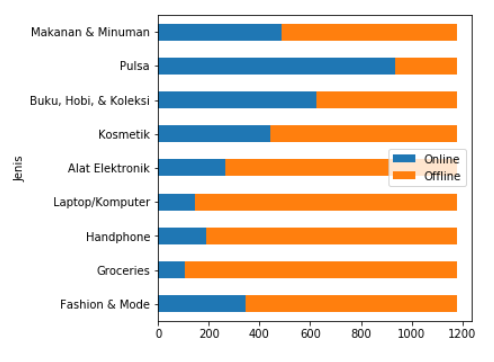 Makanan & Minuman
Pulsa
Buku, Hobi, & Koleksi
Kosmetik
Alat Elektronik
Laptop/Komputer
Handphone
Groceries
Fashion & Mode
Jenis
Online
Offline
0 200 400 600 800 1000 1200